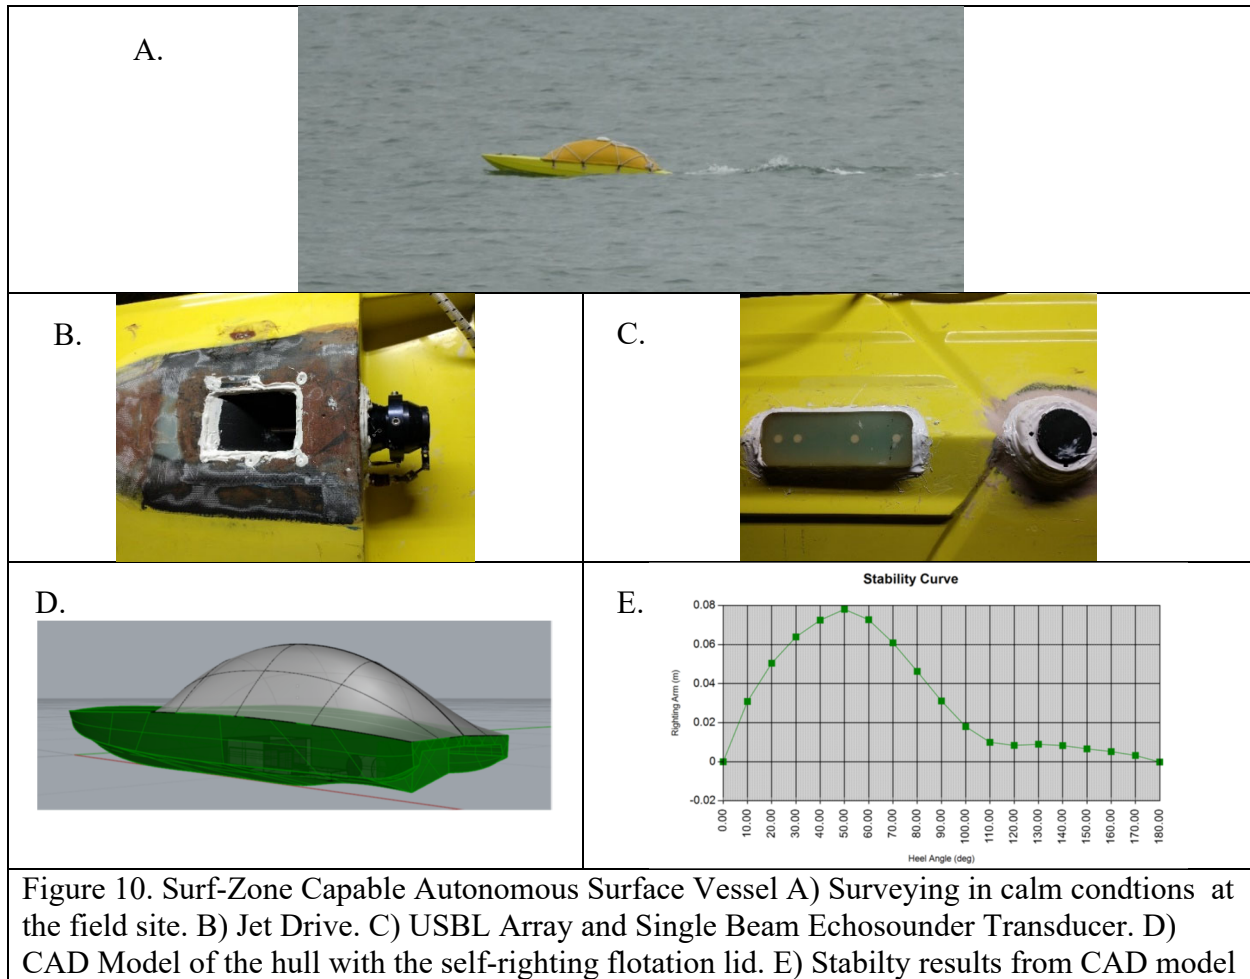 A.
B.
C.
D.
E.
Stability Curve
Righting Arm (m)
0.08
0.06
0.04
0.02
0
-0.02
0.00
10.00
20.00
30.00
40.00
50.00
60.00
70.00
80.00
90.00
100.00
110.00
120.00
130.00
140.00
150.00
160.00
170.00
180.00
Heel Angle (deg)
Figure 10. Surf-Zone Capable Autonomous Surface Vessel A) Surveying in calm condtions at
the field site. B) Jet Drive. C) USBL Array and Single Beam Echosounder Transducer. D)
CAD Model of the hull with the self-righting flotation lid. E) Stabilty results from CAD model